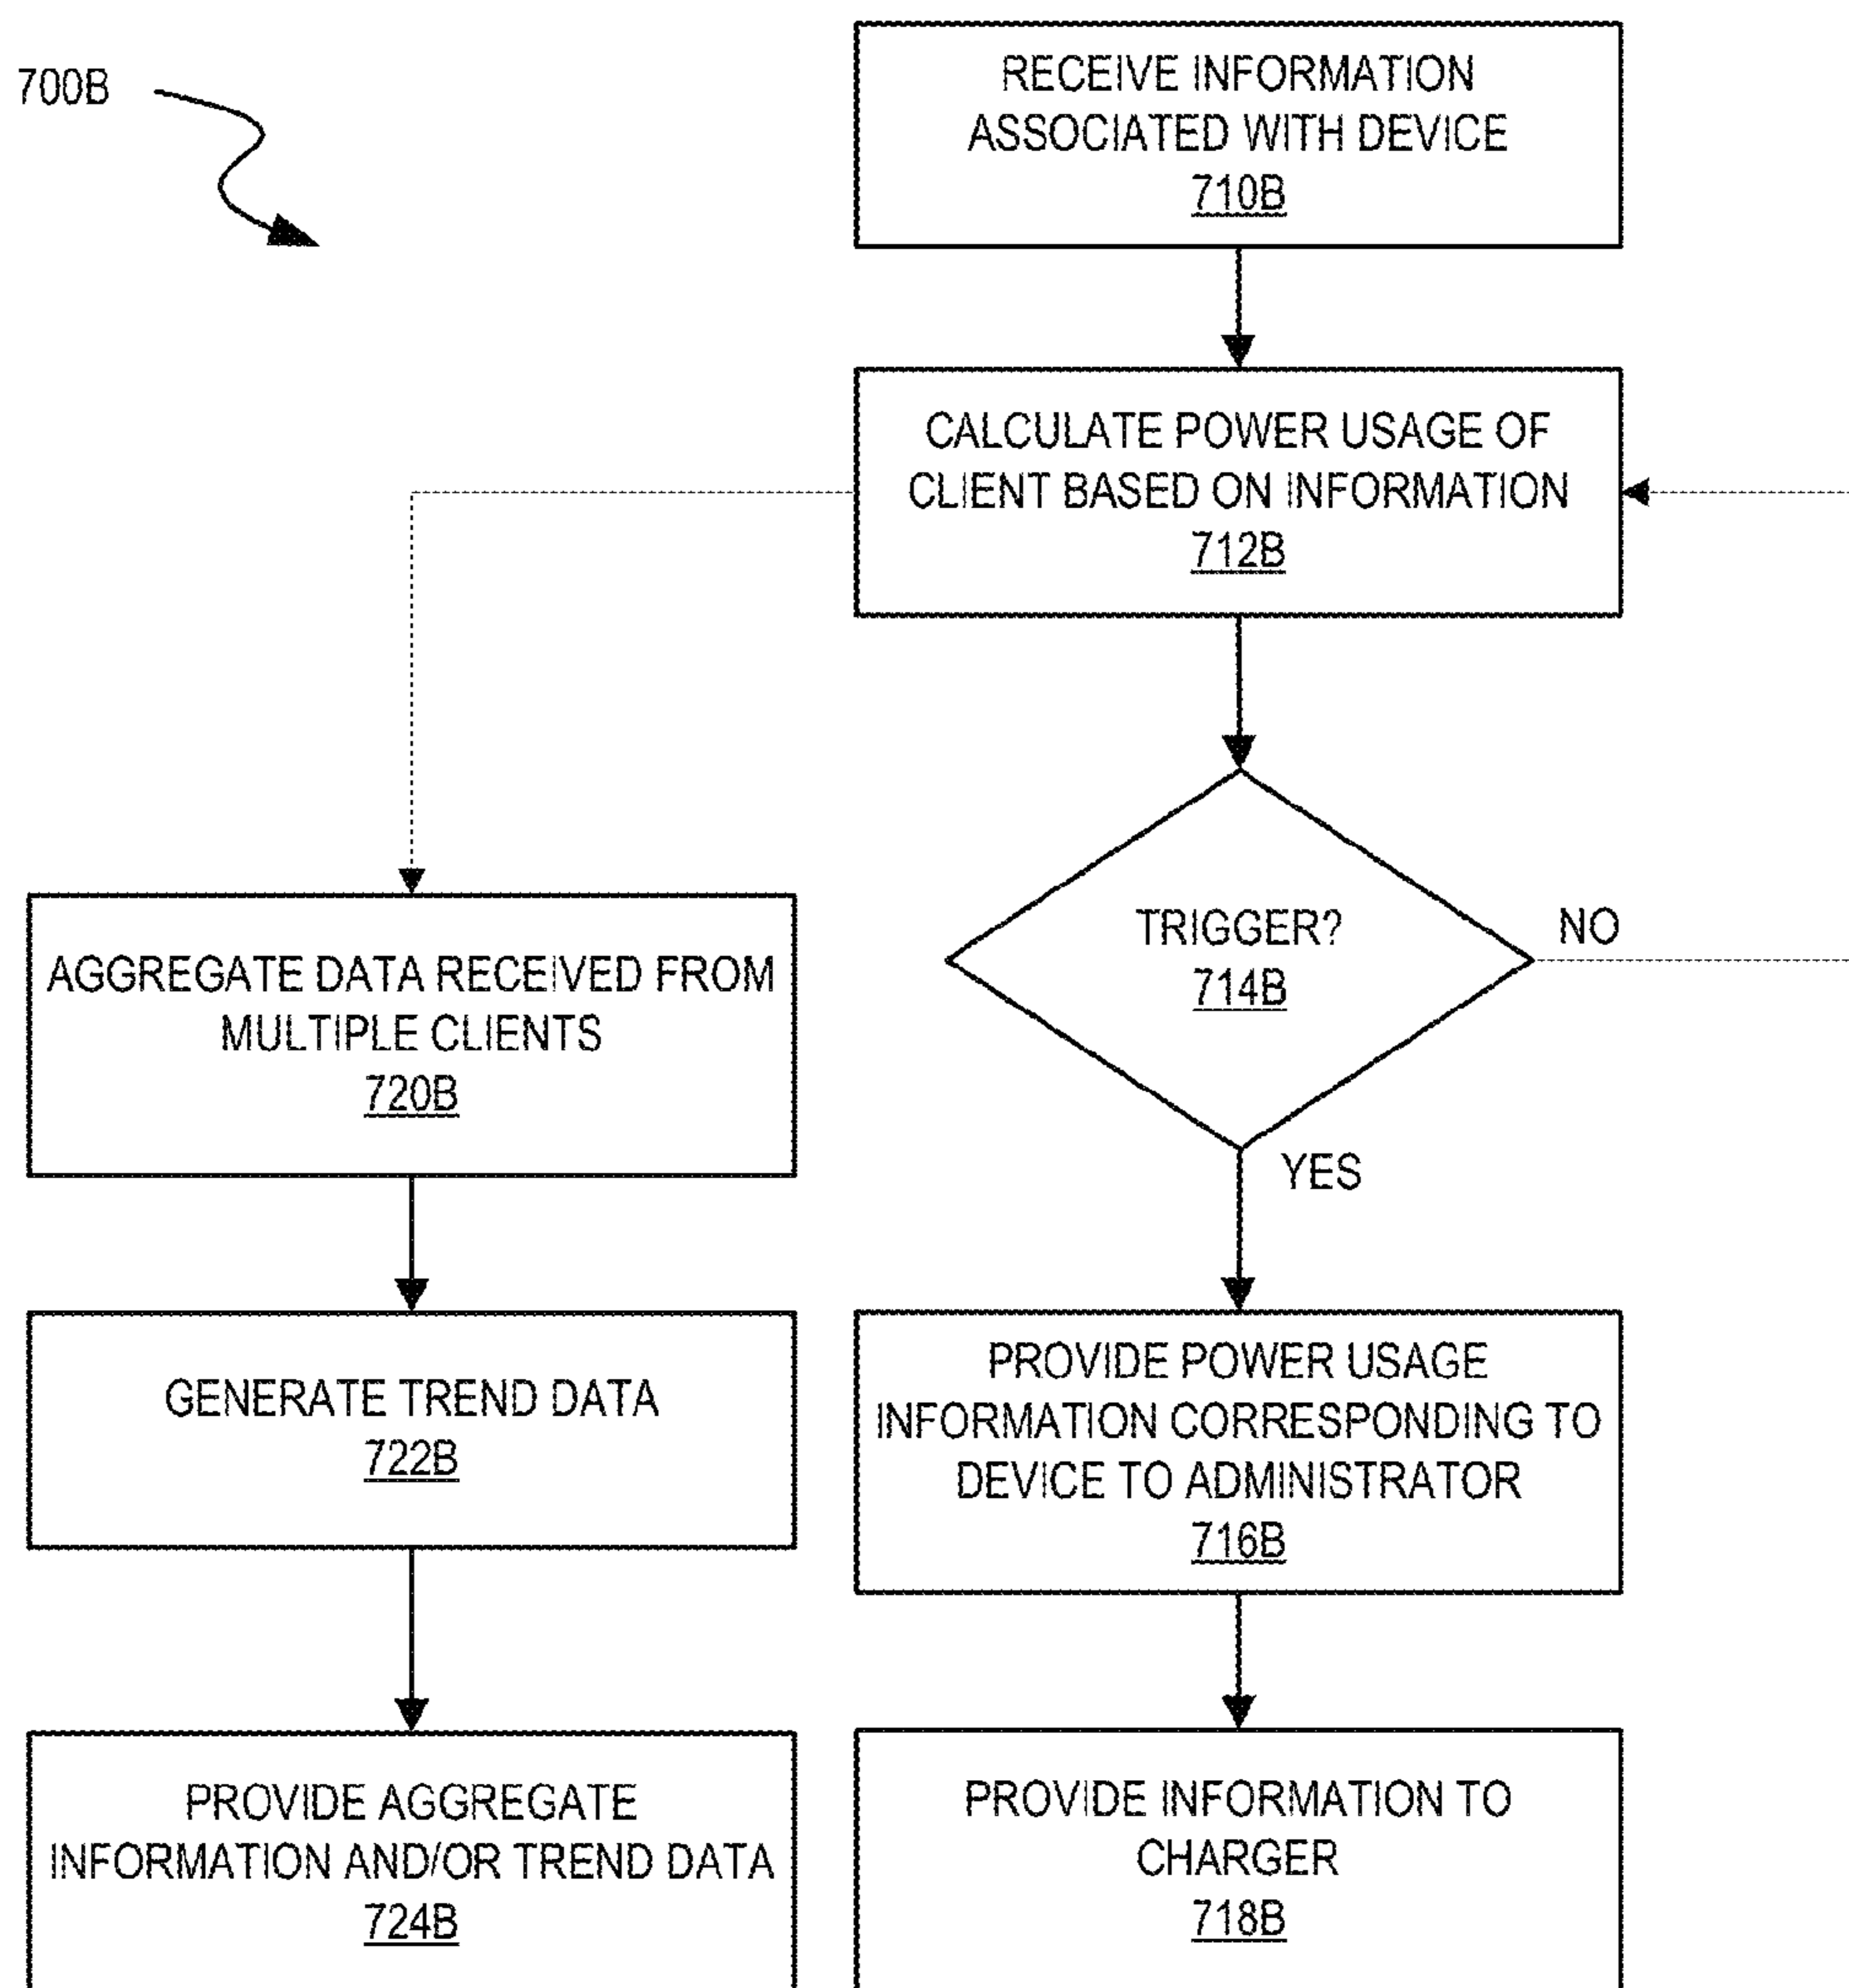 700B
RECEIVE INFORMATION
ASSOCIATED WITH DEVICE
710B
CALCULATE POWER USAGE OF
CLIENT BASED ON INFORMATION
712B
TRIGGER?
714B
NO
YES
AGGREGATE DATA RECEIVED FROM
MULTIPLE CLIENTS
720B
GENERATE TREND DATA
722B
PROVIDE POWER USAGE
INFORMATION CORRESPONDING TO
DEVICE TO ADMINISTRATOR
716B
PROVIDE AGGREGATE
INFORMATION AND/OR TREND DATA
724B
PROVIDE INFORMATION TO
CHARGER
718B